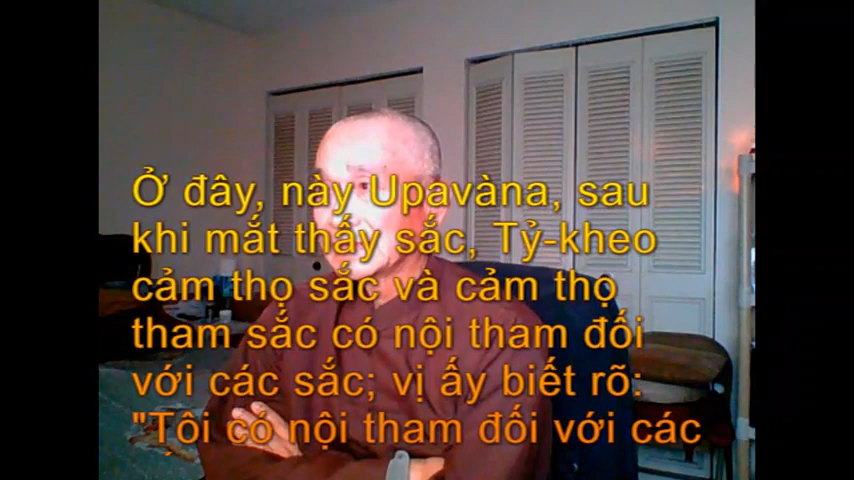 Ở đây, này Upavàna, sau
khi mắt thấy sắc, Tỷ-kheo
cảm thọ sắc và cảm thọ
tham sắc có nội tham đối
với các sắc; vị ấy biết rõ:
"Tôi có nội tham đối với các